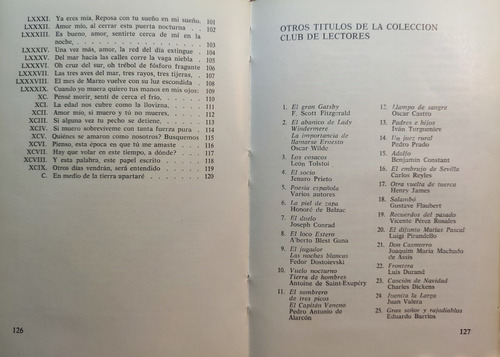 LXXXI. Ya eres mía. Reposa con tu sueño en mi sueño. 101
LXXXII. Amor mío, al cerrar esta puerta nocturna 102
LXXXIII. Es bueno, amor, sentirte cerca de mí en la
noche, 103
LXXXIV. Una vez más, amor, la red del día extingue 104
LXXXV. Del mar hacia las calles corre la vaga niebla 105
LXXXVI. Oh cruz del sur, oh trébol de fósforo fragante 106
LXXXVII. Las tres aves del mar, tres rayos, tres tijeras, 107
LXXXVIII. El mes de Marzo vuelve con su luz escondida 108
LXXXIX. Cuando yo muera quiero tus manos en mis ojos: 109
XC. Pensé morir, sentí de cerca el frío, 110
XCI. La edad nos cubre como la llovizna. 111
XCII. Amor mío, si muero y tú no mueres, 112
XCIII. Si alguna vez tu pecho se detiene, 113
XCIV. Si muero sobreviveme con tanta fuerza pura 114
XCV. Quiénes se amaron como nosotros? Busquemos 115
XCVI. Pienso, esta época en que tú me amaste 116
XCVII. Hay que volar en este tiempo, a dónde? 117
XCVIII. Y esta palabra, este papel escrito 118
XCIX. Otros días vendrán, será entendido 119
C. En medio de la tierra apartaré 120
126
OTROS TITULOS DE LA COLECCION
CLUB DE LECTORES
1. El gran Gatsby
F. Scott Fitzgerald
2. El abanico de Lady
Windermere
La importancia de
llamarse Ernesto
Oscar Wilde
3. Los cosacos
León Tolstoi
4. El socio
Jenaro Prieto
5. Poesía española
Varios autores
6. La piel de zapa
Honoré de Balzac
7. El duelo
Joseph Conrad
8. El loco Estero
Alberto Blest Gana
9. El jugador
Las noches blancas
Fedor Dostoievski
10. Vuelo nocturno
Tierra de hombres
Antoine de Saint-Exupéry
11. El sombrero
de tres picos
El Capitán Veneno
Pedro Antonio de
Alarcón
12. Llampo de sangre
Oscar Castro
13. Padres e hijos
Iván Turgueniev
14. Un juez rural
Pedro Prado
15. Adolfo
Benjamin Constant
16. El embrujo de Sevilla
Carlos Reyles
17. Otra vuelta de tuerca
Henry James
18. Salambó
Gustave Flaubert
19. Recuerdos del pasado
Vicente Pérez Rosales
20. El difunto Matías Pascal
Luigi Pirandello
21. Don Casmurro
Joaquim María Machado
de Assis
22. Frontera
Luis Durand
23. Canción de Navidad
Charles Dickens
24. Juanita la Larga
Juan Valera
25. Gran señor y rajadiablos
Eduardo Barrios
127